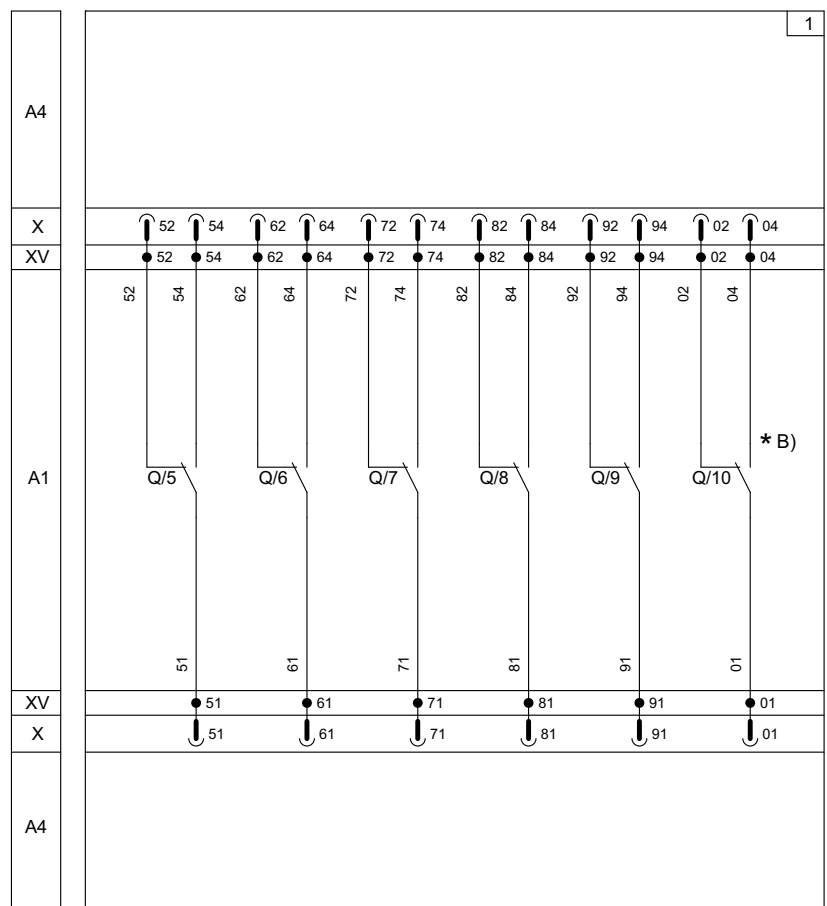 1
A4
X 52 54 62 64 72 74 82 84 92 94 02 04
XV 52 54 62 64 72 74 82 84 92 94 02 04
52 54 62 64 72 74 82 84 92 94 02 04
* B)
A1 Q/5 Q/6 Q/7 Q/8 Q/9 Q/10
51 61 71 81 91 01
XV 51 61 71 81 91 01
X 51 61 71 81 91 01
A4